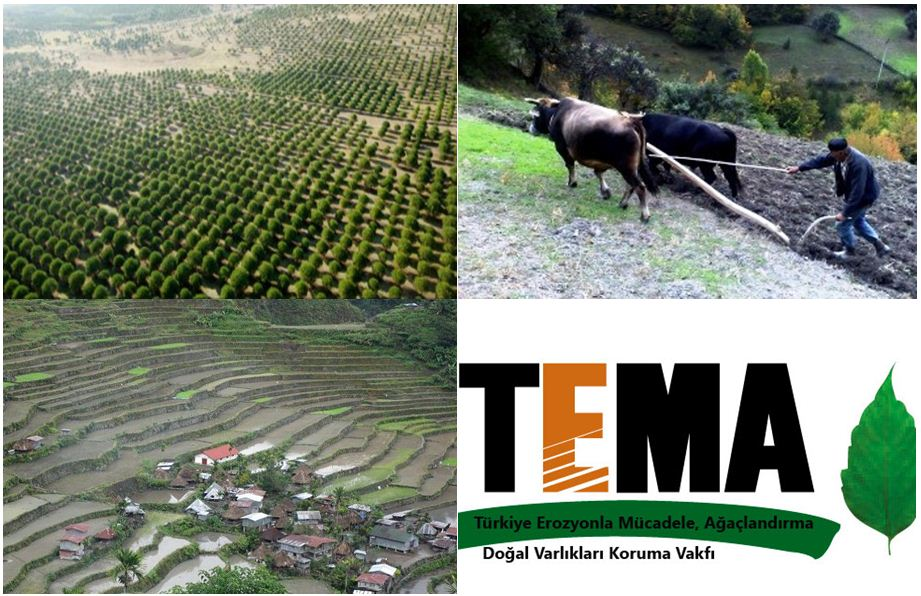 TEMA
Türkiye Erozyonla Mücadele, Ağaçlandırma
Doğal Varlıkları Koruma Vakfı